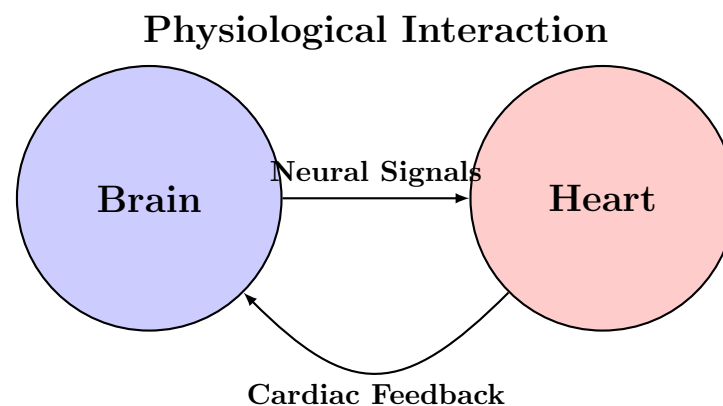 Physiological Interaction
Neural Signals
Brain
Heart
Cardiac Feedback